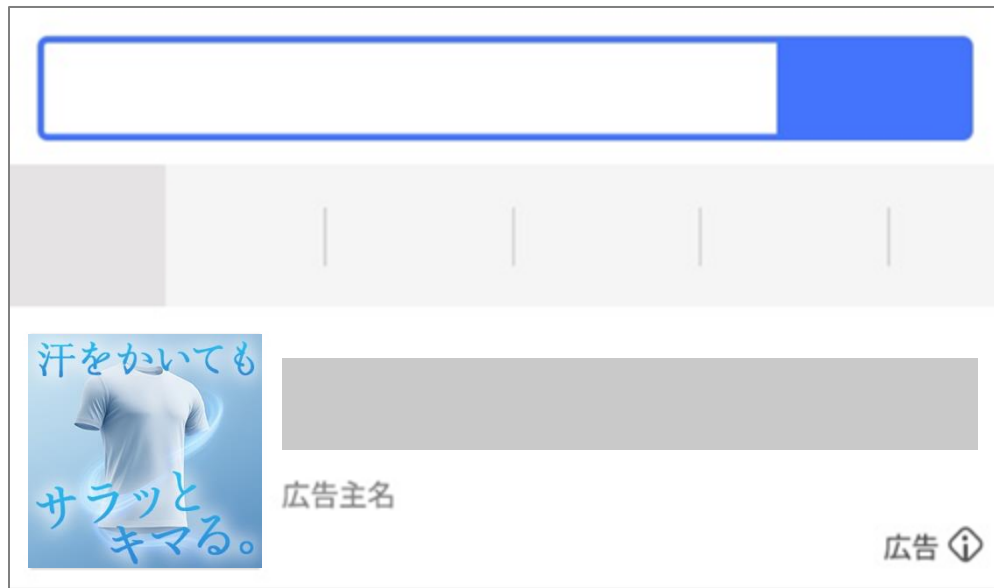 汗をかいても
サラッと
キマる。
広告主名
広告